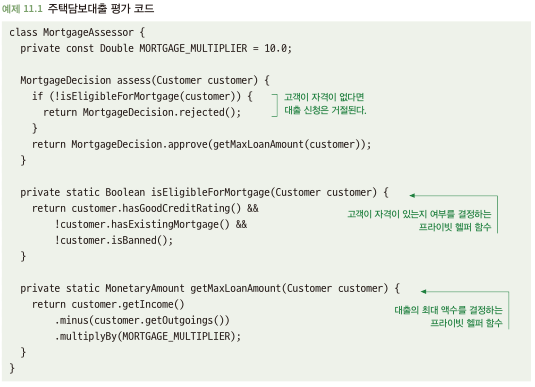 예제 11.1 주택담보대출 평가 코드
class MortgageAssessor {
  private const Double MORTGAGE_MULTIPLIER = 10.0;

  MortgageDecision assess(Customer customer) {
    if (!isEligibleForMortgage(customer)) {
      return MortgageDecision.rejected();
    }
고객이 자격이 없다면
대출 신청은 거절된다.
    return MortgageDecision.approve(getMaxLoanAmount(customer));
  }

  private static Boolean isEligibleForMortgage(Customer customer) {
    return customer.hasGoodCreditRating() &&
        !customer.hasExistingMortgage() &&
        !customer.isBanned();
  }
고객이 자격이 있는지 여부를 결정하는
프라이빗 헬퍼 함수

  private static MonetaryAmount getMaxLoanAmount(Customer customer) {
    return customer.getIncome()
        .minus(customer.getOutgoings())
        .multiplyBy(MORTGAGE_MULTIPLIER);
  }
대출의 최대 액수를 결정하는
프라이빗 헬퍼 함수
}